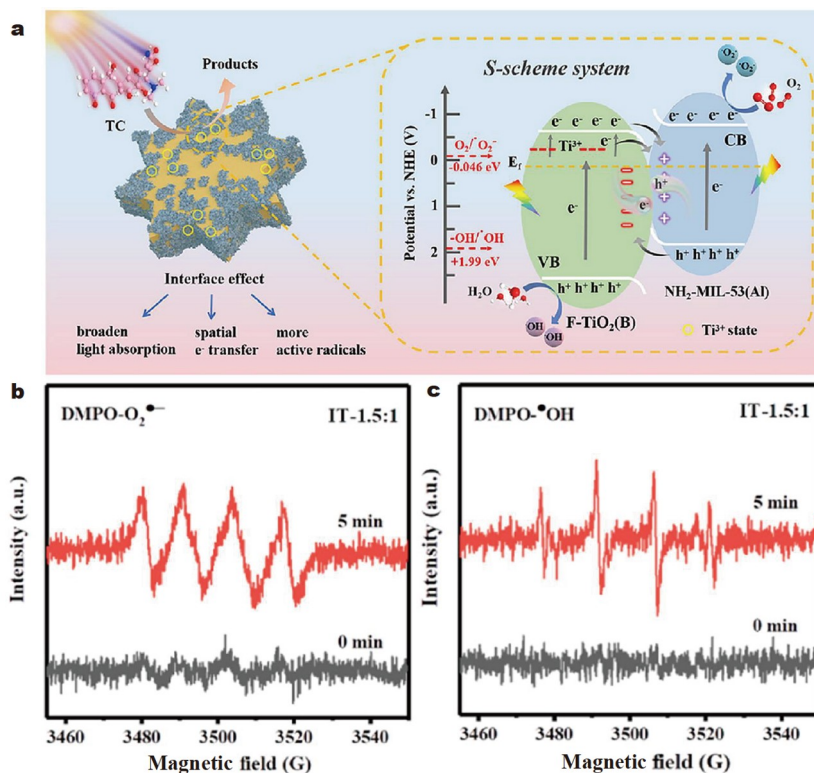 a
Products
TC
Interface effect
broaden
light absorption
spatial
e⁻ transfer
more
active radicals
S-scheme system
Potential vs. NHE (V)
-1
0
1
2
O₂/·O₂⁻
-0.046 eV
-OH/·OH
+1.99 eV
E_f
e⁻ e⁻ e⁻ e⁻
Ti³⁺
e⁻
e⁻
VB
h⁺ h⁺ h⁺ h⁺
H₂O
OH
OH
F-TiO₂(B)
e⁻
h⁺
·O₂⁻
·O₂⁻
O₂
e⁻ e⁻ e⁻ e⁻
CB
e⁻
h⁺ h⁺ h⁺ h⁺
NH₂-MIL-53(Al)
Ti³⁺ state
b
DMPO-O₂•−
IT-1.5:1
5 min
0 min
Intensity (a.u.)
3460 3480 3500 3520 3540
Magnetic field (G)
c
DMPO-•OH
IT-1.5:1
5 min
0 min
Intensity (a.u.)
3460 3480 3500 3520 3540
Magnetic field (G)